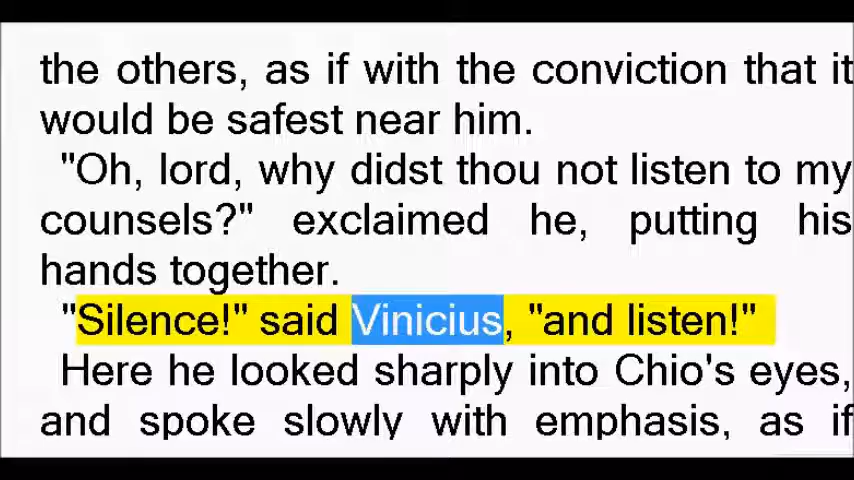 the others, as if with the conviction that it
would be safest near him.
"Oh, lord, why didst thou not listen to my
counsels?" exclaimed he, putting his
hands together.
"Silence!" said Vinicius, "and listen!"
Here he looked sharply into Chio's eyes,
and spoke slowly with emphasis, as if